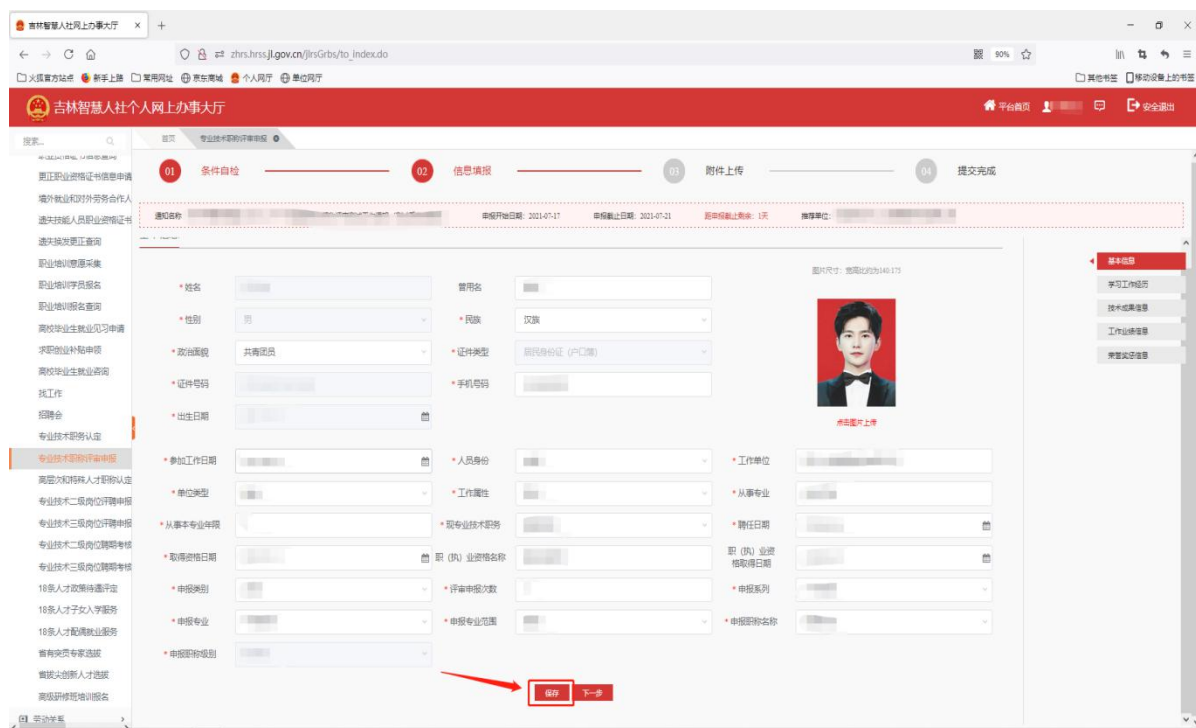 吉林智慧人社网上办事大厅 × +
zhrs.hrss.jl.gov.cn/jlrsGrbs/to_index.do 90%
火狐官方站点 新手上路 常用网址 京东商城 个人网厅 单位网厅 其他书签 移动设备上的书签
吉林智慧人社个人网上办事大厅 平台首页 安全退出
搜索... 首页 专业技术职称评审申报
01 条件自检 02 信息填报 03 附件上传 04 提交完成
更正职业资格证书信息申请
境外就业和对外劳务合作人
遗失技能人员职业资格证书
遗失换发更正查询
职业培训意愿采集
职业培训学员报名
职业培训报名查询
高校毕业生就业见习申请
求职创业补贴申领
高校毕业生就业咨询
找工作
招聘会
专业技术职务认定
专业技术职称评审申报
高层次和特殊人才职称认定
专业技术二级岗位评聘申报
专业技术三级岗位评聘申报
专业技术二级岗位聘期考核
专业技术三级岗位聘期考核
18条人才政策待遇评定
18条人才子女入学服务
18条人才配偶就业服务
省有突贡专家选拔
省拔尖创新人才选拔
高级研修班培训报名
劳动关系
通知名称 申报开始日期: 2021-07-17 申报截止日期: 2021-07-21 距申报截止剩余: 1天 推荐单位:
图片尺寸：宽高比约为140:175
*姓名 曾用名
*性别 男 *民族 汉族
*政治面貌 共青团员 *证件类型 居民身份证（户口簿）
*证件号码 *手机号码
*出生日期
点击图片上传
*参加工作日期 *人员身份 *工作单位
*单位类型 *工作属性 *从事专业
*从事本专业年限 *现专业技术职务 *聘任日期
*取得资格日期 职（执）业资格名称 职（执）业资格取得日期
*申报类别 *评审申报次数 *申报系列
*申报专业 *申报专业范围 *申报职称名称
*申报职称级别
保存 下一步
基本信息
学习工作经历
技术成果信息
工作业绩信息
荣誉奖惩信息